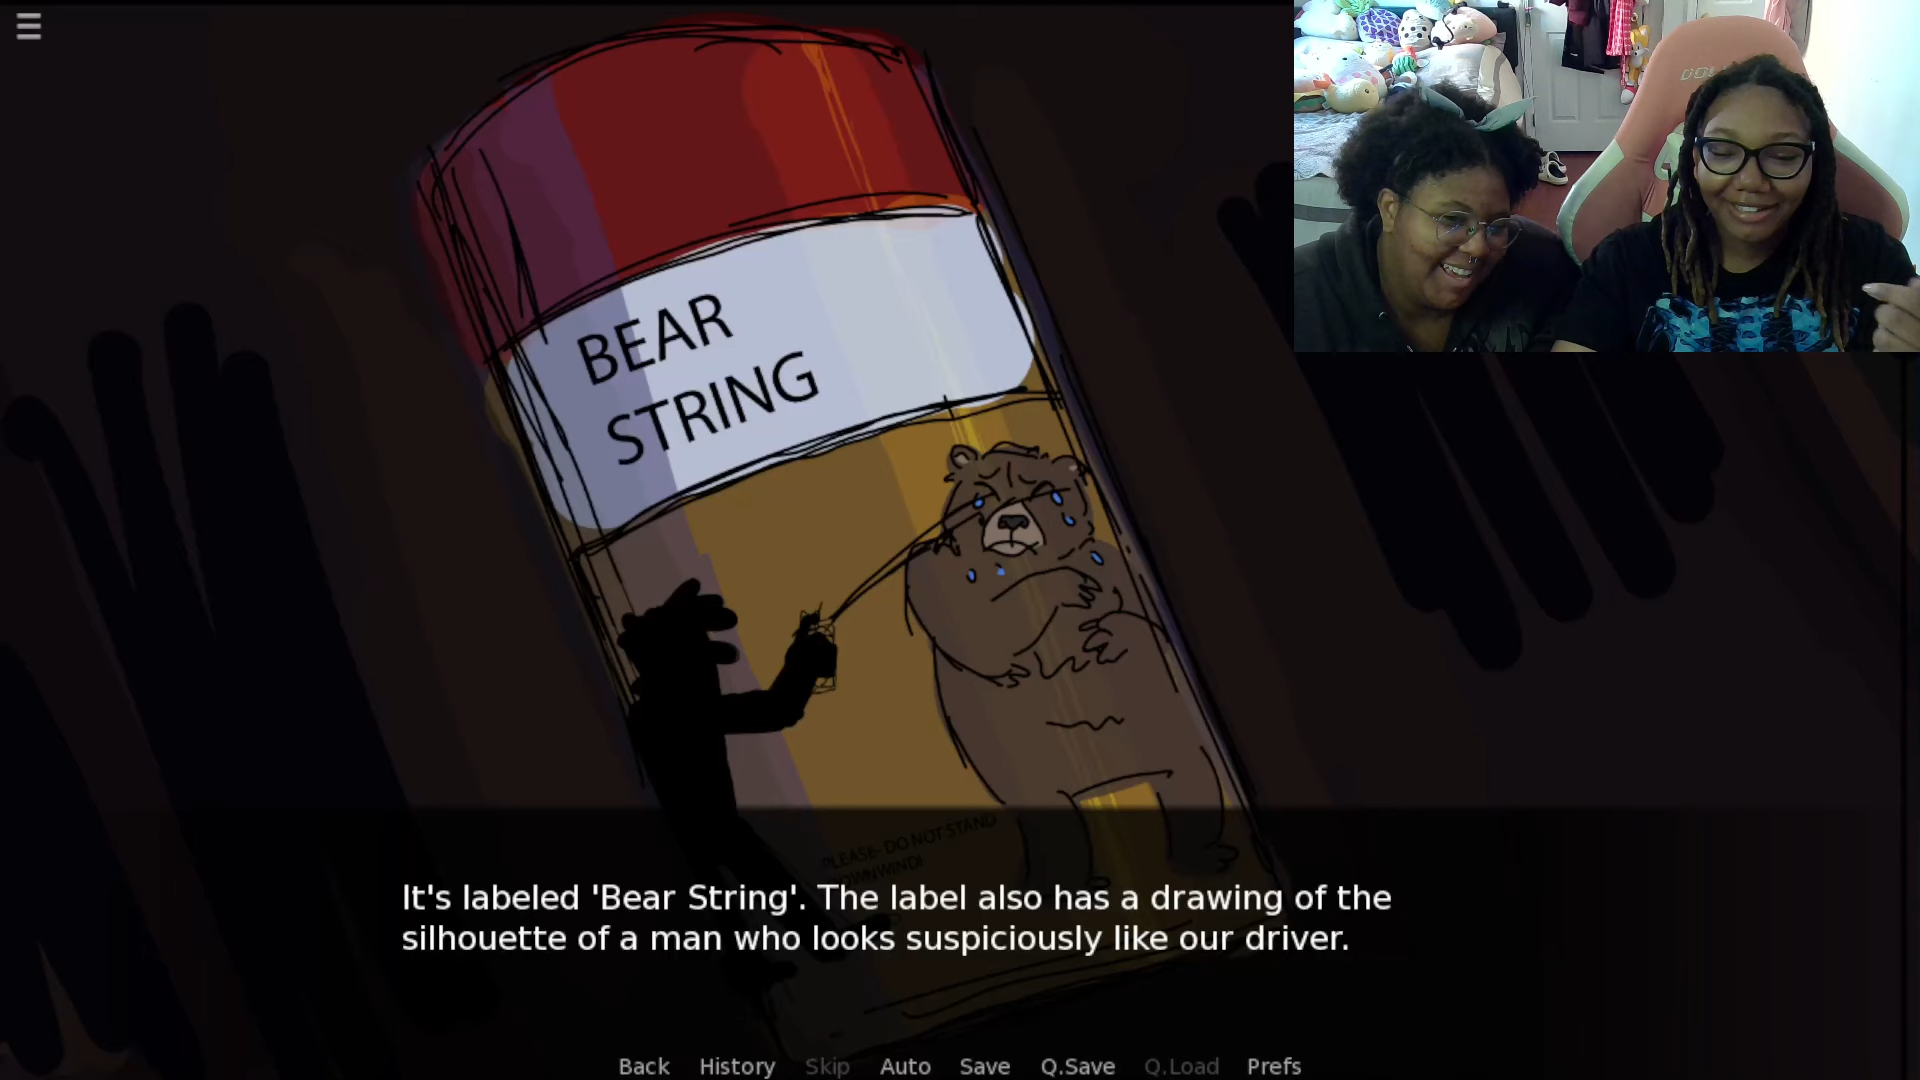 BEAR
STRING
PLEASE- DO NOT STAND
DOWNWIND!
It's labeled 'Bear String'. The label also has a drawing of the
silhouette of a man who looks suspiciously like our driver.
Back History Skip Auto Save Q.Save Q.Load Prefs